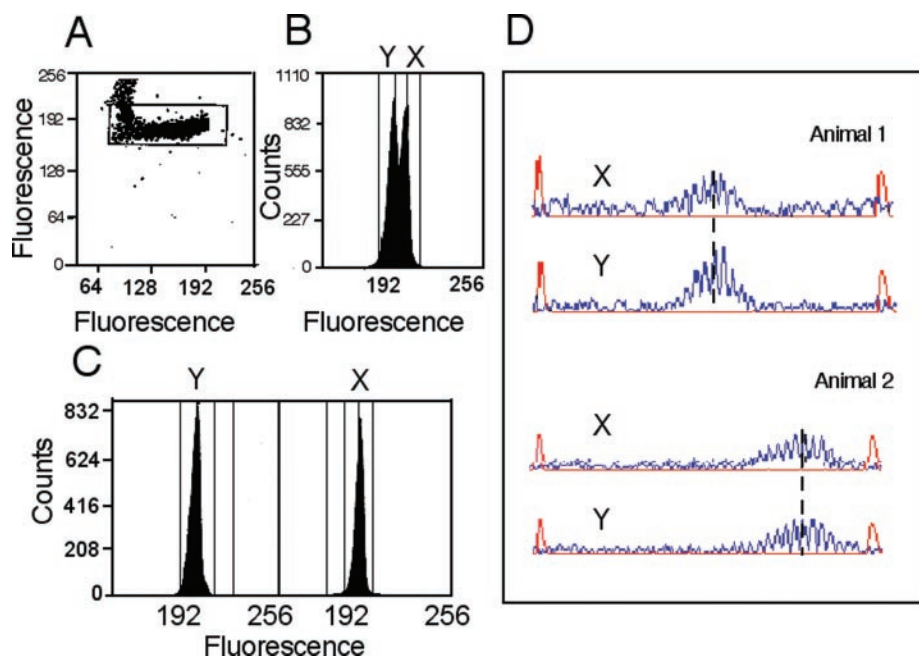 A
Fluorescence
256
192
128
64
0
64 128 192 256
Fluorescence
B
Y X
Counts
1110
832
555
227
0
192 256
Fluorescence
C
Y X
Counts
832
624
416
208
0
192 256 192 256
Fluorescence
D
Animal 1
X
Y
Animal 2
X
Y